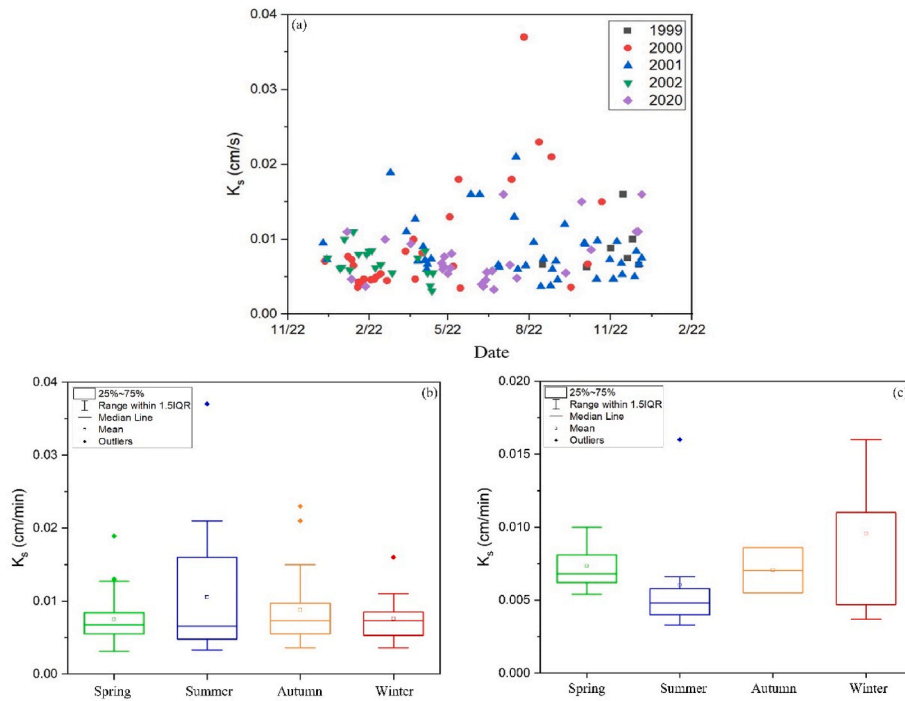 (a)
0.04
0.03
0.02
0.01
0.00
Ks (cm/s)
1999
2000
2001
2002
2020
11/22 2/22 5/22 8/22 11/22 2/22
Date
(b)
25%~75%
Range within 1.5IQR
Median Line
Mean
Outliers
0.04
0.03
0.02
0.01
0.00
Ks (cm/min)
Spring Summer Autumn Winter
(c)
25%~75%
Range within 1.5IQR
Median Line
Mean
Outliers
0.020
0.015
0.010
0.005
0.000
Ks (cm/min)
Spring Summer Autumn Winter